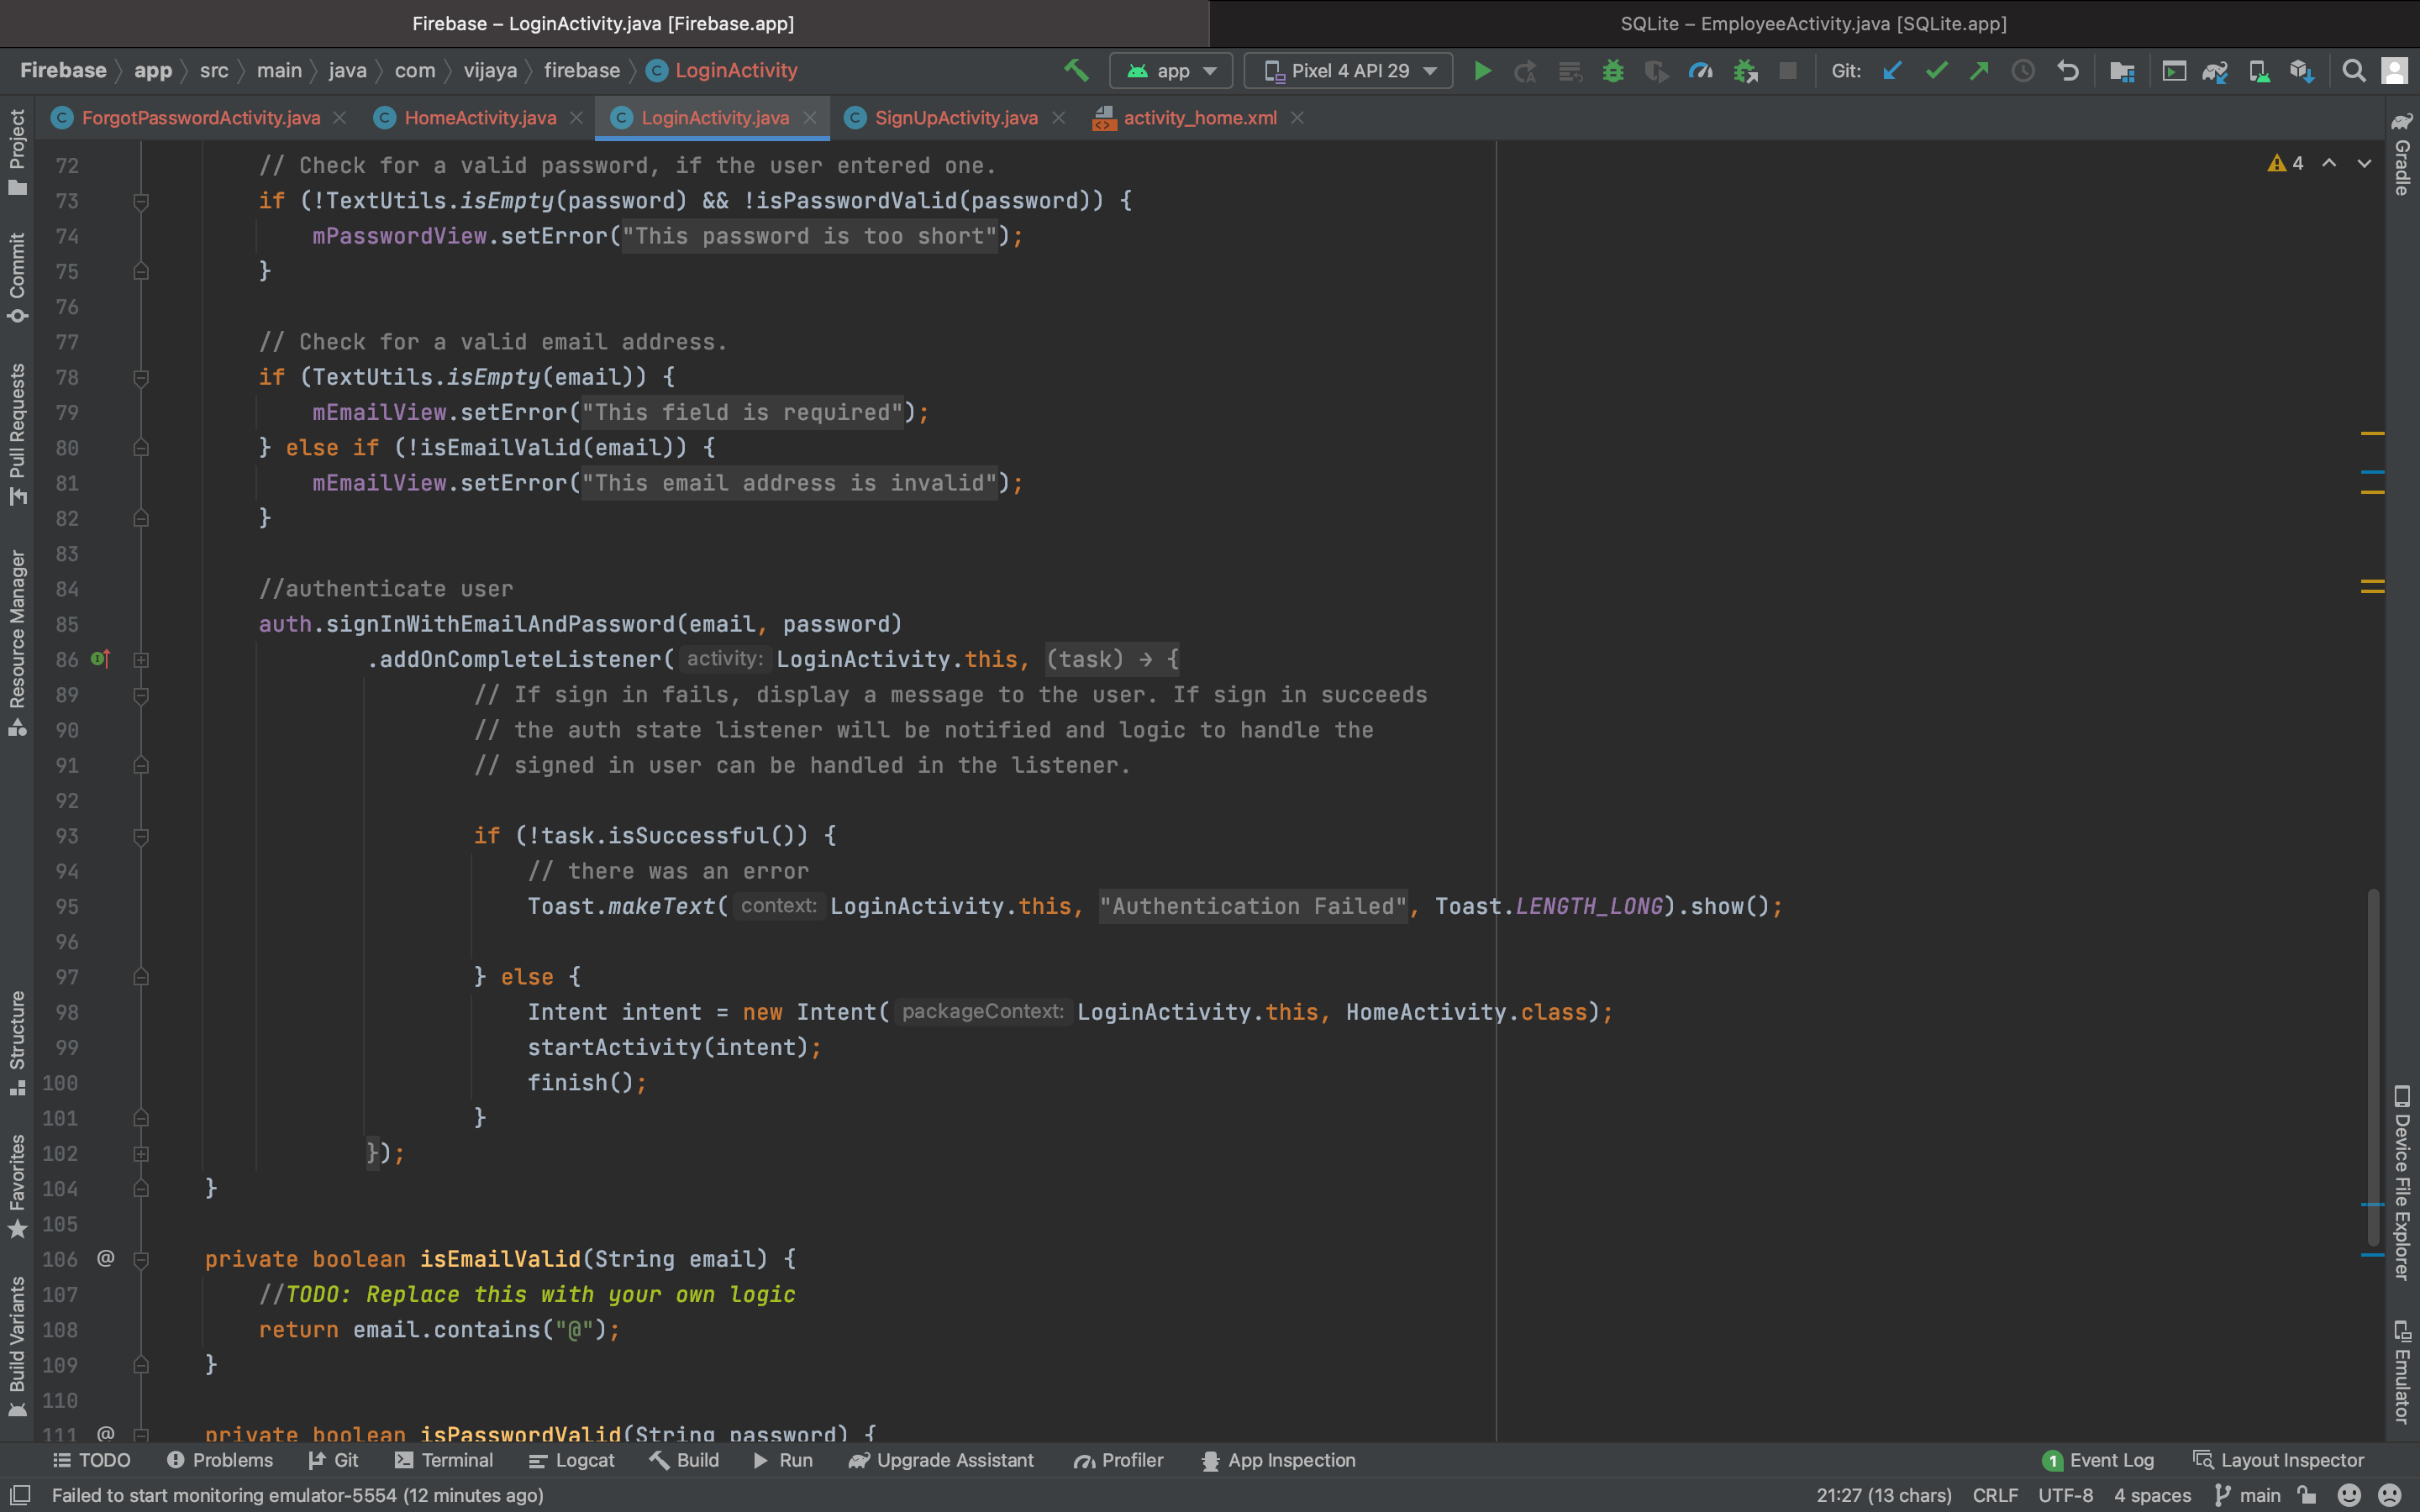 Firebase – LoginActivity.java [Firebase.app]
SQLite – EmployeeActivity.java [SQLite.app]
Firebase app src main java com vijaya firebase C LoginActivity
app Pixel 4 API 29 Git:
C ForgotPasswordActivity.java C HomeActivity.java C LoginActivity.java C SignUpActivity.java activity_home.xml
Project
Commit
Pull Requests
Resource Manager
Structure
Favorites
Build Variants
4
72 // Check for a valid password, if the user entered one.
73 if (!TextUtils.isEmpty(password) && !isPasswordValid(password)) {
74 mPasswordView.setError("This password is too short");
75 }
76
77 // Check for a valid email address.
78 if (TextUtils.isEmpty(email)) {
79 mEmailView.setError("This field is required");
80 } else if (!isEmailValid(email)) {
81 mEmailView.setError("This email address is invalid");
82 }
83
84 //authenticate user
85 auth.signInWithEmailAndPassword(email, password)
86 .addOnCompleteListener( activity: LoginActivity.this, (task) → {
89 // If sign in fails, display a message to the user. If sign in succeeds
90 // the auth state listener will be notified and logic to handle the
91 // signed in user can be handled in the listener.
92
93 if (!task.isSuccessful()) {
94 // there was an error
95 Toast.makeText( context: LoginActivity.this, "Authentication Failed", Toast.LENGTH_LONG).show();
96
97 } else {
98 Intent intent = new Intent( packageContext: LoginActivity.this, HomeActivity.class);
99 startActivity(intent);
100 finish();
101 }
102 });
104 }
105
106 @ private boolean isEmailValid(String email) {
107 //TODO: Replace this with your own logic
108 return email.contains("@");
109 }
110
111 @ private boolean isPasswordValid(String password) {
Gradle
Device File Explorer
Emulator
TODO Problems Git Terminal Logcat Build Run Upgrade Assistant Profiler App Inspection 1 Event Log Layout Inspector
Failed to start monitoring emulator-5554 (12 minutes ago) 21:27 (13 chars) CRLF UTF-8 4 spaces main